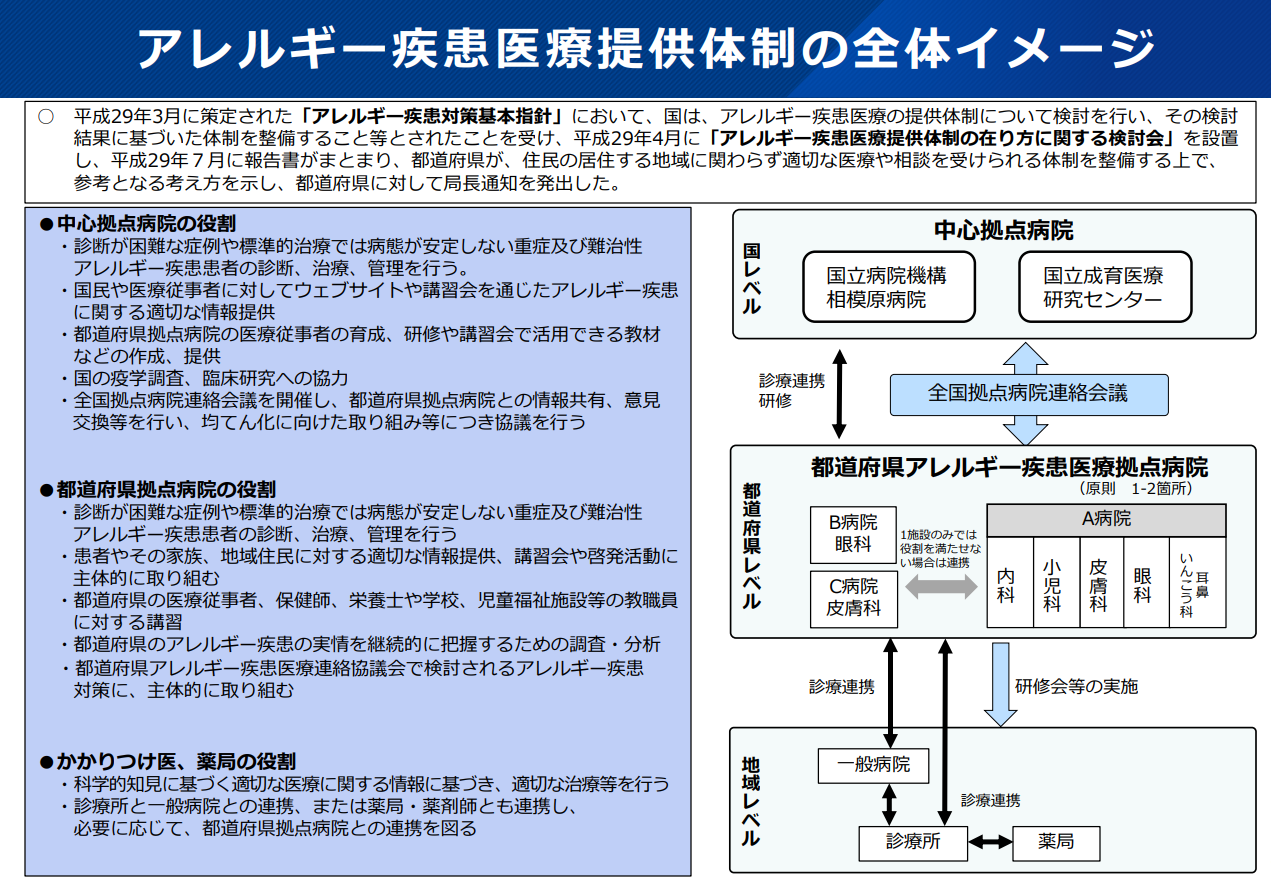 アレルギー疾患医療提供体制の全体イメージ
○ 平成29年3月に策定された「アレルギー疾患対策基本指針」において、国は、アレルギー疾患医療の提供体制について検討を行い、その検討
結果に基づいた体制を整備すること等とされたことを受け、平成29年4月に「アレルギー疾患医療提供体制の在り方に関する検討会」を設置
し、平成29年７月に報告書がまとまり、都道府県が、住民の居住する地域に関わらず適切な医療や相談を受けられる体制を整備する上で、
参考となる考え方を示し、都道府県に対して局長通知を発出した。
●中心拠点病院の役割
・診断が困難な症例や標準的治療では病態が安定しない重症及び難治性
アレルギー疾患患者の診断、治療、管理を行う。
・国民や医療従事者に対してウェブサイトや講習会を通じたアレルギー疾患
に関する適切な情報提供
・都道府県拠点病院の医療従事者の育成、研修や講習会で活用できる教材
などの作成、提供
・国の疫学調査、臨床研究への協力
・全国拠点病院連絡会議を開催し、都道府県拠点病院との情報共有、意見
交換等を行い、均てん化に向けた取り組み等につき協議を行う
●都道府県拠点病院の役割
・診断が困難な症例や標準的治療では病態が安定しない重症及び難治性
アレルギー疾患患者の診断、治療、管理を行う
・患者やその家族、地域住民に対する適切な情報提供、講習会や啓発活動に
主体的に取り組む
・都道府県の医療従事者、保健師、栄養士や学校、児童福祉施設等の教職員
に対する講習
・都道府県のアレルギー疾患の実情を継続的に把握するための調査・分析
・都道府県アレルギー疾患医療連絡協議会で検討されるアレルギー疾患
対策に、主体的に取り組む
●かかりつけ医、薬局の役割
・科学的知見に基づく適切な医療に関する情報に基づき、適切な治療等を行う
・診療所と一般病院との連携、または薬局・薬剤師とも連携し、
必要に応じて、都道府県拠点病院との連携を図る
国レベル
中心拠点病院
国立病院機構
相模原病院
国立成育医療
研究センター
診療連携
研修
全国拠点病院連絡会議
都道府県レベル
都道府県アレルギー疾患医療拠点病院
（原則　1-2箇所）
B病院
眼科
C病院
皮膚科
1施設のみでは
役割を満たせな
い場合は連携
A病院
内科
小児科
皮膚科
眼科
耳鼻
いんこう科
診療連携
研修会等の実施
地域レベル
一般病院
診療連携
診療所
薬局